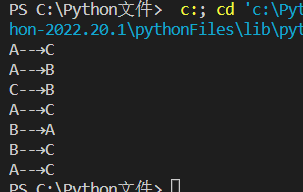 PS C:\Python文件>  c:; cd 'c:\Pyt
hon-2022.20.1\pythonFiles\lib\pyt
A--→C
A--→B
C--→B
A--→C
B--→A
B--→C
A--→C
PS C:\Python文件>